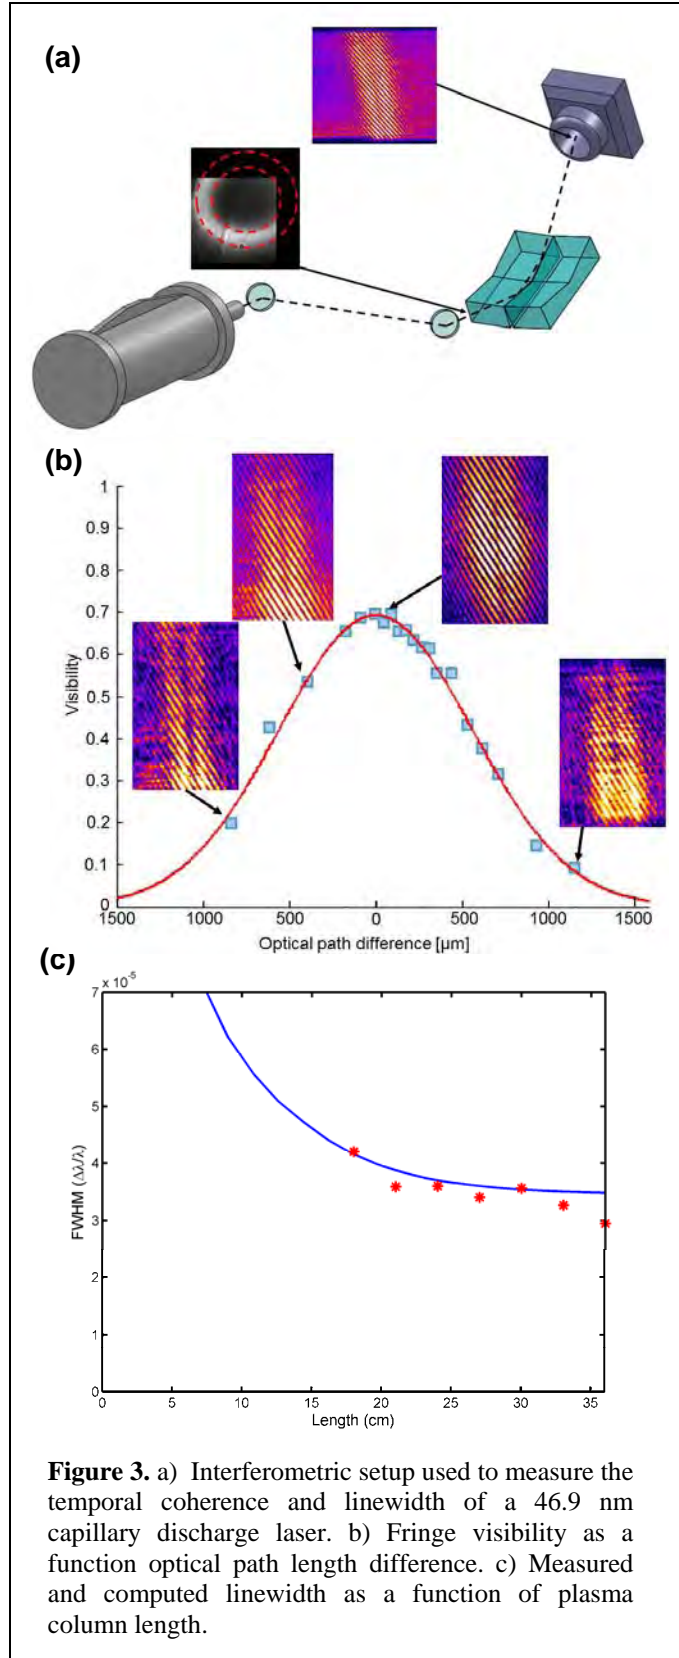 (a)
(b)
1
0.9
0.8
0.7
0.6
0.5
0.4
0.3
0.2
0.1
0
Visibility
1500 1000 500 0 500 1000 1500
Optical path difference [µm]
(c)
x 10-5
7
6
5
4
3
2
1
0
FWHM (Δλ/λ)
0 5 10 15 20 25 30 35
Length (cm)
Figure 3. a) Interferometric setup used to measure the
temporal coherence and linewidth of a 46.9 nm
capillary discharge laser. b) Fringe visibility as a
function optical path length difference. c) Measured
and computed linewidth as a function of plasma
column length.